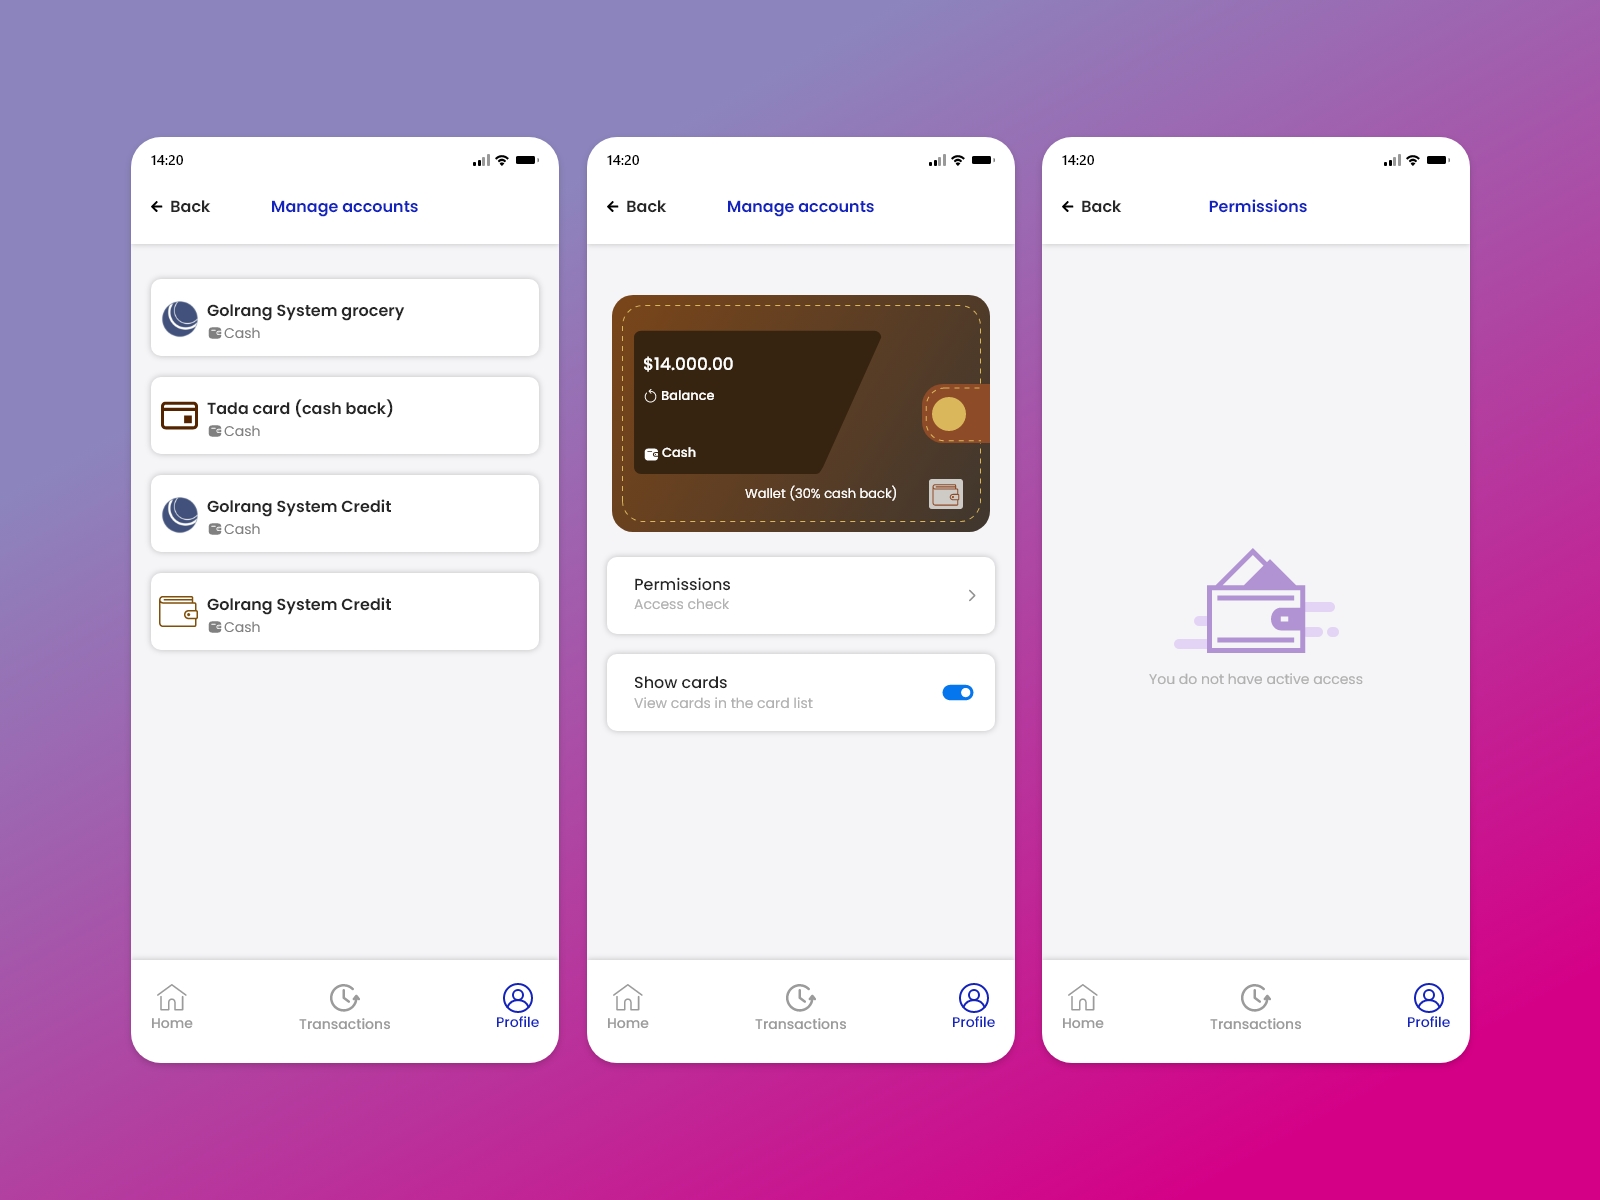 14:20
Back
Manage accounts
Golrang System grocery
Cash
Tada card (cash back)
Cash
Golrang System Credit
Cash
Golrang System Credit
Cash
Home
Transactions
Profile
14:20
Back
Manage accounts
$14.000.00
Balance
Cash
Wallet (30% cash back)
Permissions
Access check
Show cards
View cards in the card list
Home
Transactions
Profile
14:20
Back
Permissions
You do not have active access
Home
Transactions
Profile